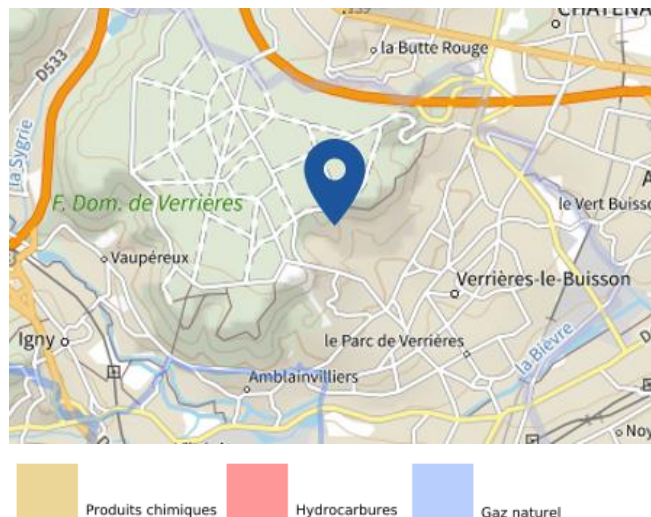 CHATENA
la Butte Rouge
D533
la Sygrie
F. Dom. de Verrières
le Vert Buisso
Vaupéreux
Verrières-le-Buisson
Igny
le Parc de Verrières
la Bièvre
Amblainvilliers
Noy
Produits chimiques
Hydrocarbures
Gaz naturel